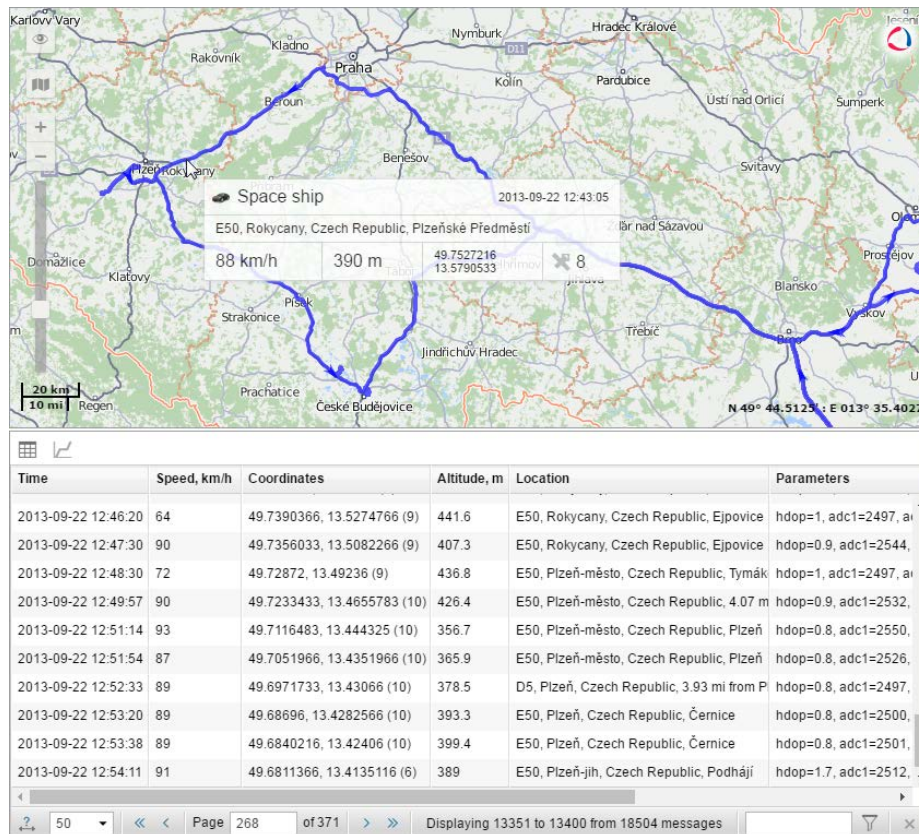 Karlovy Vary
Kladno
Nymburk
Hradec Králové
D11
Rakovník
Praha
Kolín
Pardubice
Beroun
Ústí nad Orlicí
Šumperk
Benešov
Plzeň
Rokycany
Svitavy
Space ship 2013-09-22 12:43:05
E50, Rokycany, Czech Republic, Plzeňské Předměstí
88 km/h 390 m 49.7527216 8
13.5790533
Žďár nad Sázavou
Prostějov
Domažlice
Klatovy
Tábor
Jihlava
Blansko
Písek
Strakonice
Vyškov
Třebíč
Brno
Jindřichův Hradec
Prachatice
České Budějovice
20 km
10 mi
Regen
N 49° 44.5125' : E 013° 35.4022
Time Speed, km/h Coordinates Altitude, m Location Parameters
2013-09-22 12:46:20 64 49.7390366, 13.5274766 (9) 441.6 E50, Rokycany, Czech Republic, Ejpovice hdop=1, adc1=2497, a
2013-09-22 12:47:30 90 49.7356033, 13.5082266 (9) 407.3 E50, Rokycany, Czech Republic, Ejpovice hdop=0.9, adc1=2544,
2013-09-22 12:48:30 72 49.72872, 13.49236 (9) 436.8 E50, Plzeň-město, Czech Republic, Tymák hdop=1, adc1=2497, a
2013-09-22 12:49:57 90 49.7233433, 13.4655783 (10) 426.4 E50, Plzeň-město, Czech Republic, 4.07 m hdop=0.9, adc1=2532,
2013-09-22 12:51:14 93 49.7116483, 13.444325 (10) 356.7 E50, Plzeň-město, Czech Republic, Plzeň hdop=0.8, adc1=2550,
2013-09-22 12:51:54 87 49.7051966, 13.4351966 (10) 365.9 E50, Plzeň-město, Czech Republic, Plzeň hdop=0.8, adc1=2526,
2013-09-22 12:52:33 89 49.6971733, 13.43066 (10) 378.5 D5, Plzeň, Czech Republic, 3.93 mi from P hdop=0.8, adc1=2497,
2013-09-22 12:53:20 89 49.68696, 13.4282566 (10) 393.3 E50, Plzeň, Czech Republic, Černice hdop=0.8, adc1=2500,
2013-09-22 12:53:38 89 49.6840216, 13.42406 (10) 399.4 E50, Plzeň, Czech Republic, Černice hdop=0.8, adc1=2501,
2013-09-22 12:54:11 91 49.6811366, 13.4135116 (6) 389 E50, Plzeň-jih, Czech Republic, Podhájí hdop=1.7, adc1=2512,
? 50 Page 268 of 371 Displaying 13351 to 13400 from 18504 messages